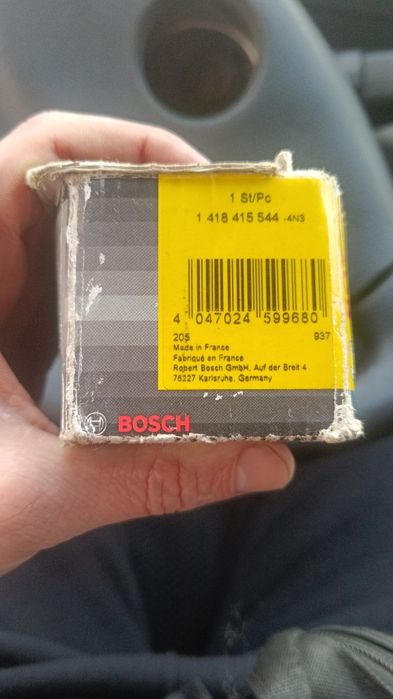 1 St/Pc
1 418 415 544 -4N3
4 047024 599680
205 937
Made in France
Fabriqué en France
Robert Bosch GmbH, Auf der Breit 4
76227 Karlsruhe, Germany
BOSCH